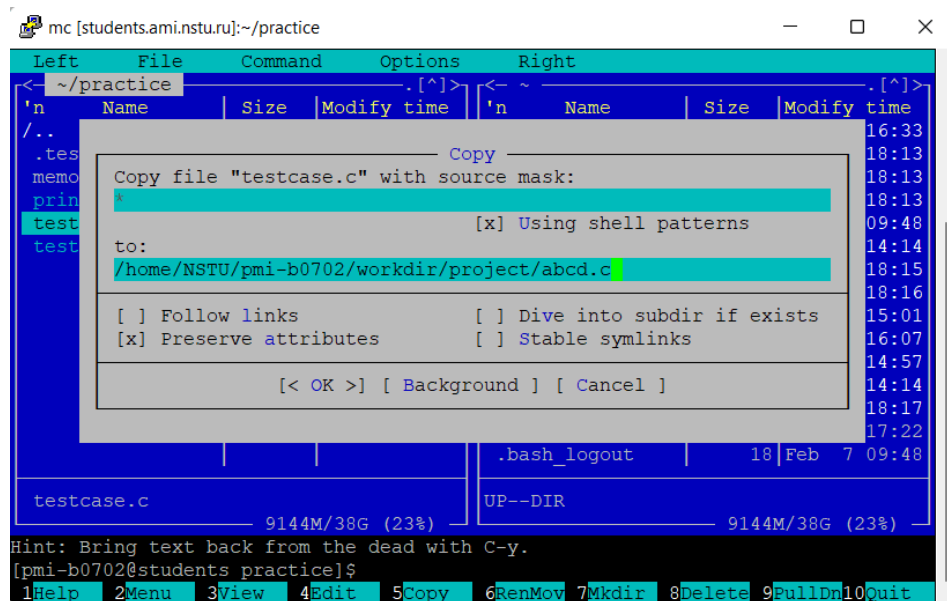 mc [students.ami.nstu.ru]:~/practice
Left File Command Options Right
<- ~/practice .[^]> <- ~ .[^]>
'n Name Size Modify time 'n Name Size Modify time
/.. 16:33
.tes 18:13
memo 18:13
prin 18:13
test 09:48
test 14:14
18:15
18:16
15:01
16:07
14:57
14:14
18:17
17:22
Copy
Copy file "testcase.c" with source mask:
*
[x] Using shell patterns
to:
/home/NSTU/pmi-b0702/workdir/project/abcd.c
[ ] Follow links [ ] Dive into subdir if exists
[x] Preserve attributes [ ] Stable symlinks
[< OK >] [ Background ] [ Cancel ]
.bash_logout 18 Feb 7 09:48
testcase.c UP--DIR
9144M/38G (23%) 9144M/38G (23%)
Hint: Bring text back from the dead with C-y.
[pmi-b0702@students practice]$
1Help 2Menu 3View 4Edit 5Copy 6RenMov 7Mkdir 8Delete 9PullDn 10Quit